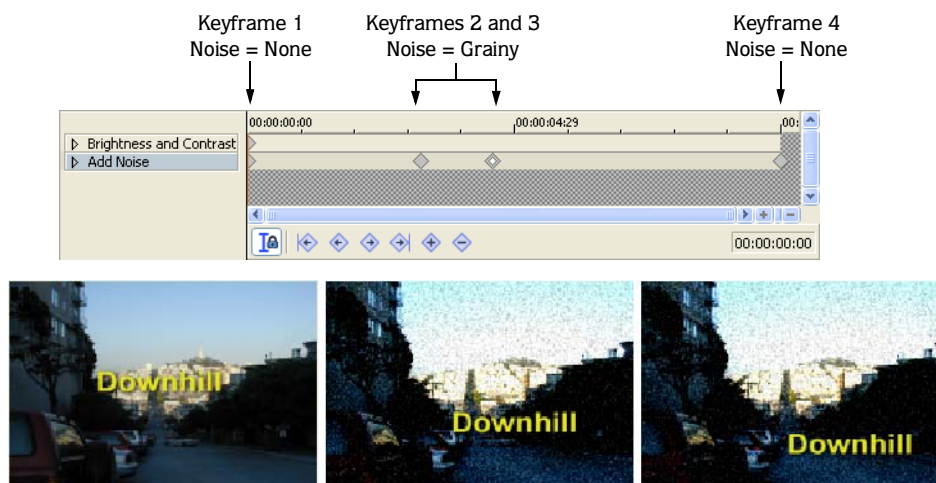 Keyframe 1
Noise = None
Keyframes 2 and 3
Noise = Grainy
Keyframe 4
Noise = None
00:00:00:00
00:00:04:29
00:
Brightness and Contrast
Add Noise
00:00:00:00
Downhill
Downhill
Downhill